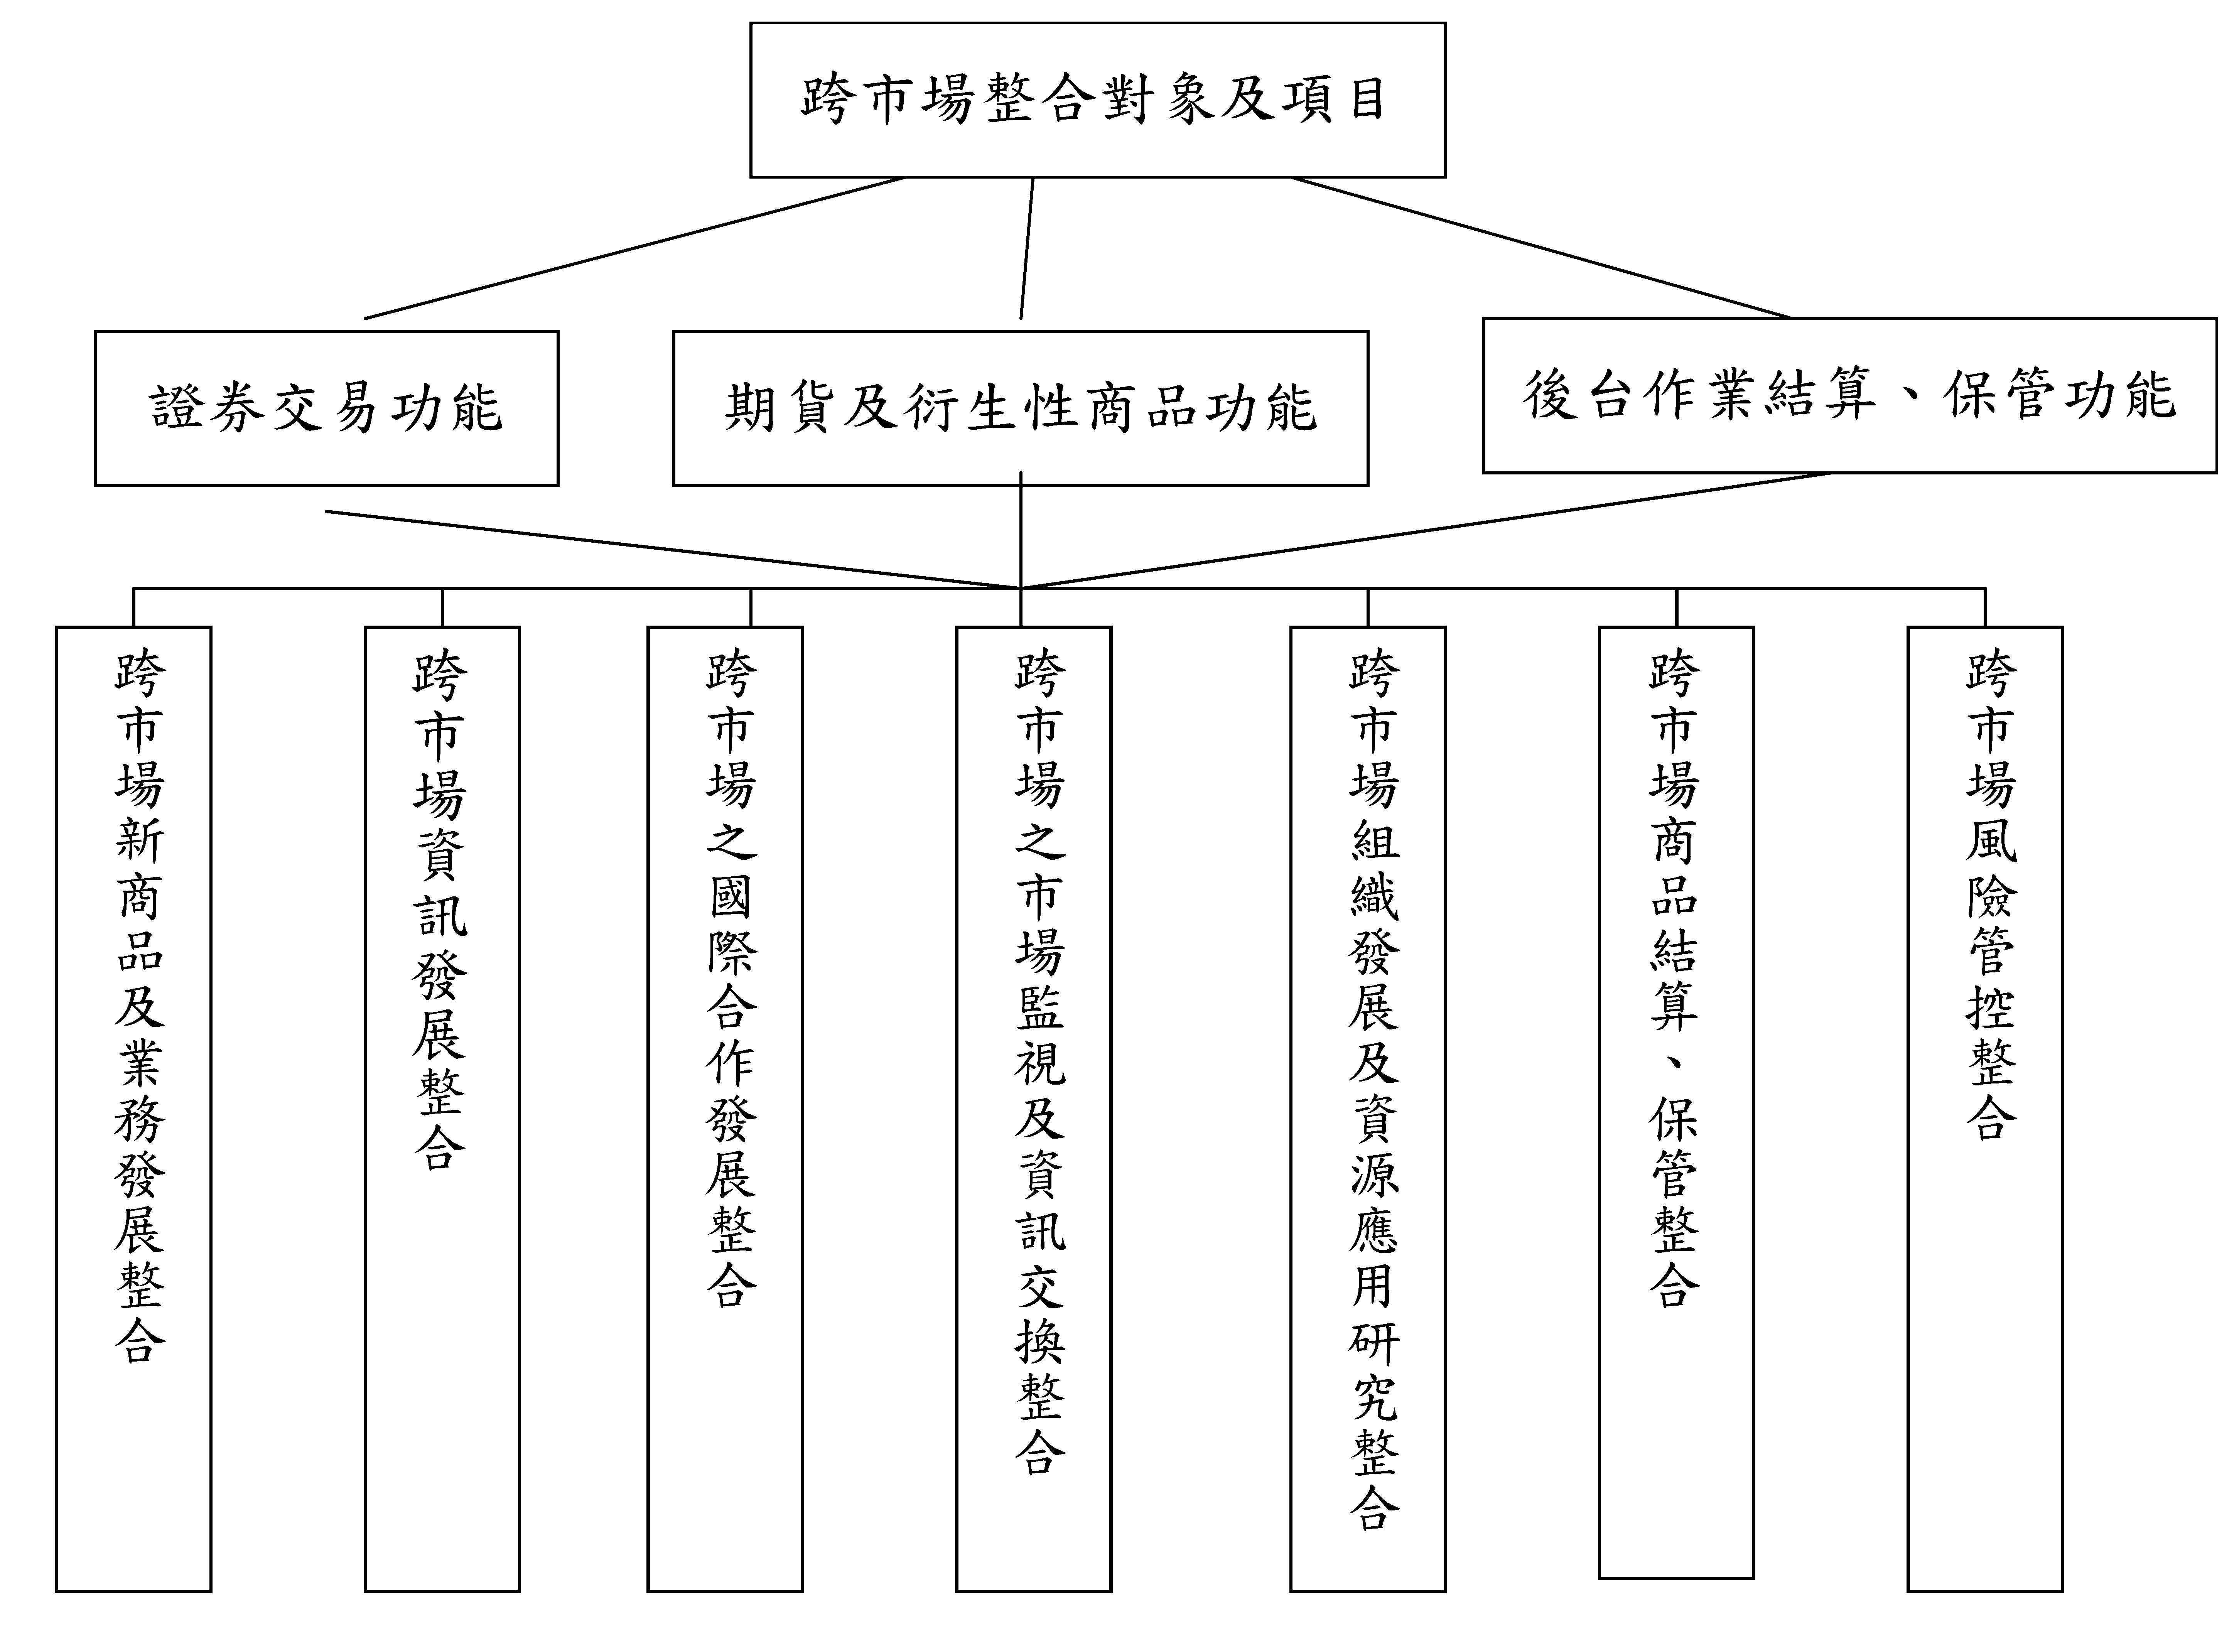 跨市場整合對象及項目
證券交易功能
期貨及衍生性商品功能
後台作業結算、保管功能
跨市場新商品及業務發展整合
跨市場資訊發展整合
跨市場之國際合作發展整合
跨市場之市場監視及資訊交換整合
跨市場組織發展及資源應用研究整合
跨市場商品結算、保管整合
跨市場風險管控整合